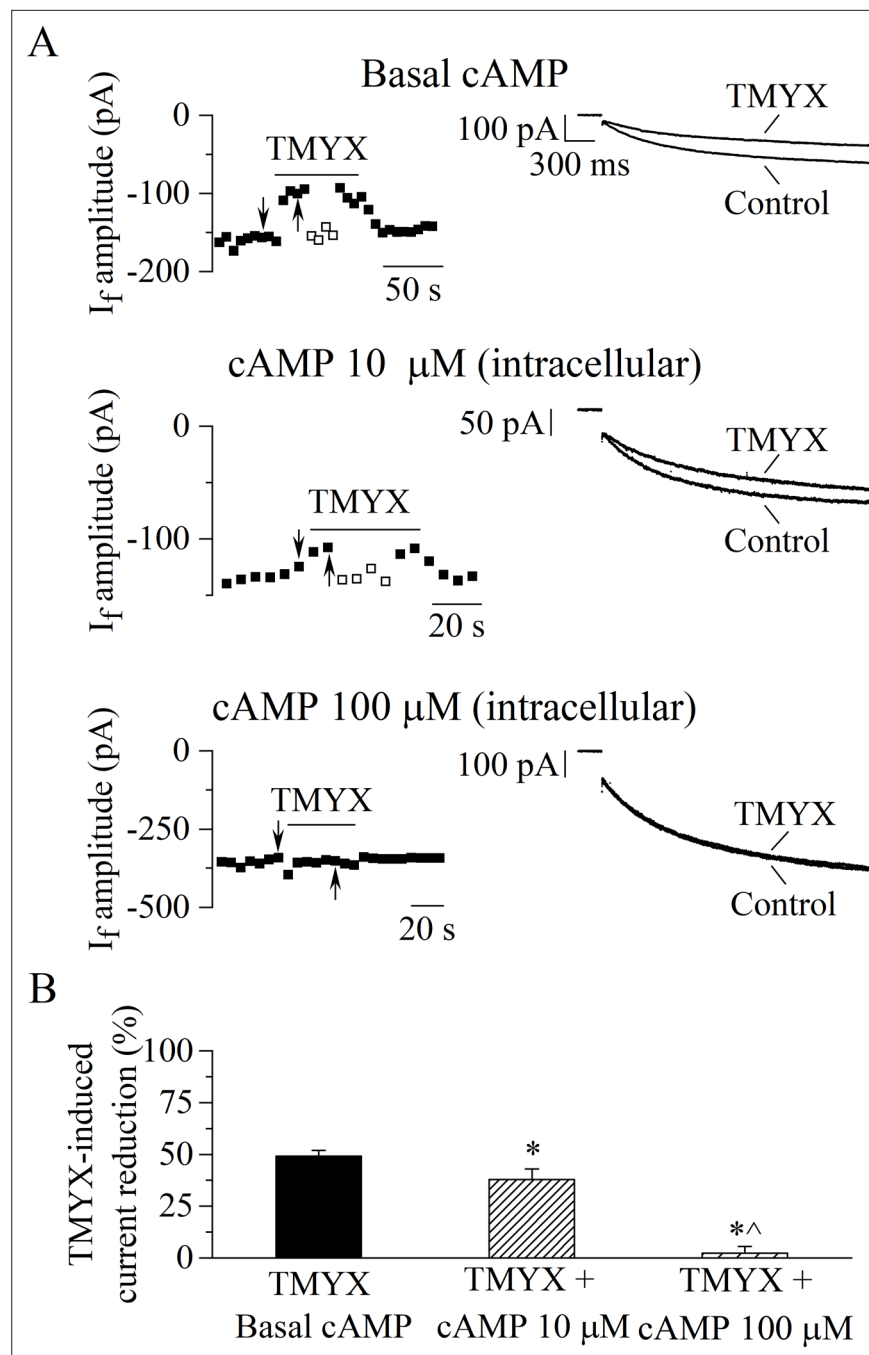 A
Basal cAMP
I_f amplitude (pA)
0
-100
-200
TMYX
50 s
100 pA
300 ms
TMYX
Control
cAMP 10 μM (intracellular)
I_f amplitude (pA)
0
-100
TMYX
20 s
50 pA
TMYX
Control
cAMP 100 μM (intracellular)
I_f amplitude (pA)
0
-250
-500
TMYX
20 s
100 pA
TMYX
Control
B
TMYX-induced
current reduction (%)
100
75
50
25
0
*
*^
TMYX
Basal cAMP
TMYX +
cAMP 10 μM
TMYX +
cAMP 100 μM